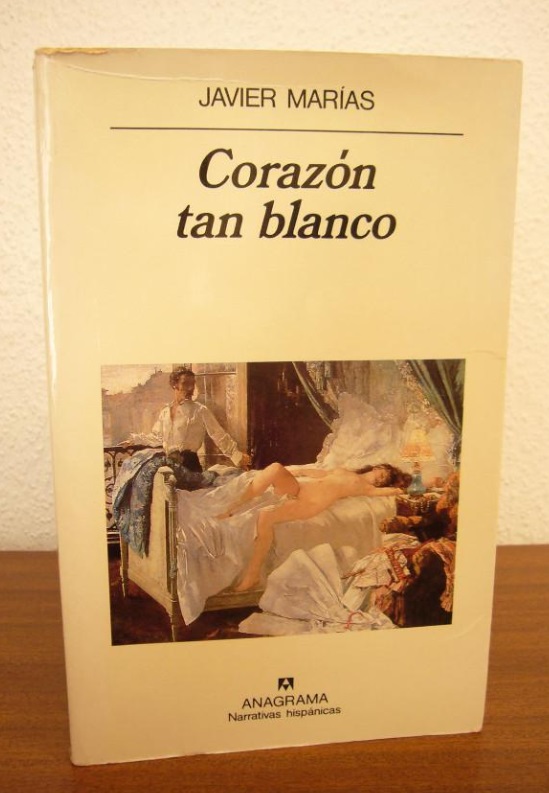 JAVIER MARÍAS
Corazón
tan blanco
ANAGRAMA
Narrativas hispánicas